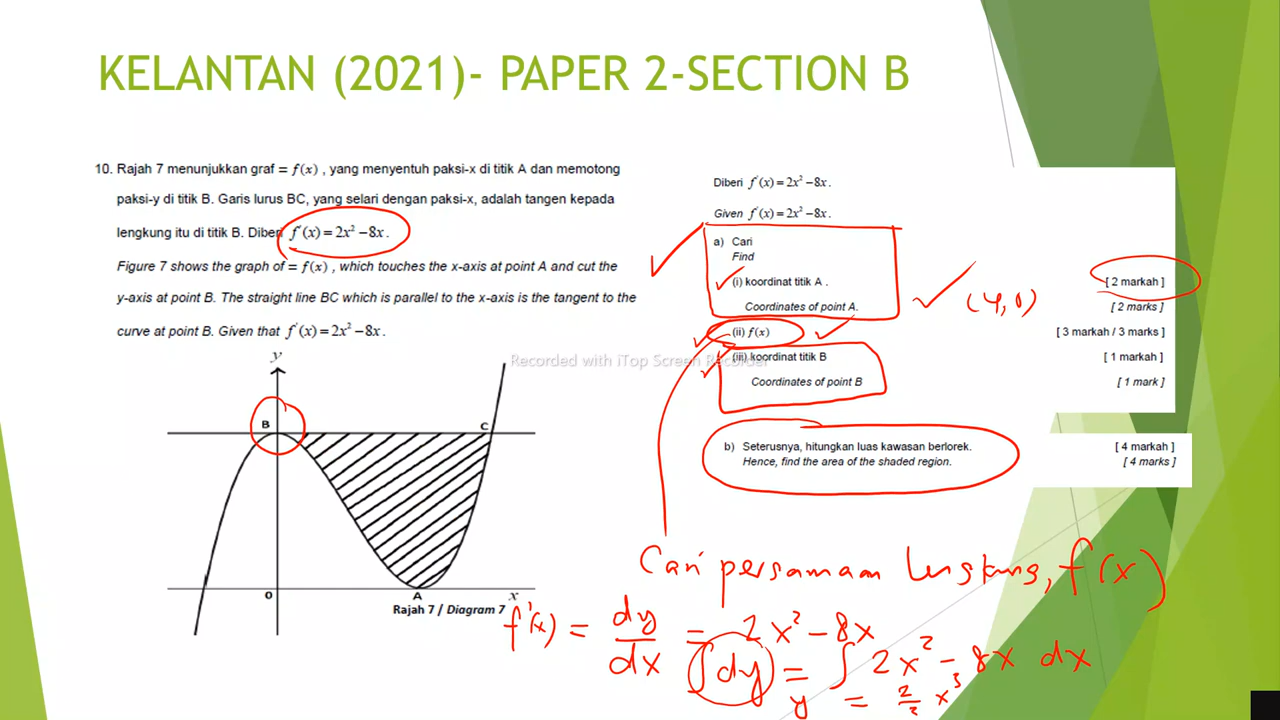 KELANTAN (2021)- PAPER 2-SECTION B
10. Rajah 7 menunjukkan graf = f(x) , yang menyentuh paksi-x di titik A dan memotong
paksi-y di titik B. Garis lurus BC, yang selari dengan paksi-x, adalah tangen kepada
lengkung itu di titik B. Diberi f'(x) = 2x² −8x .
Figure 7 shows the graph of = f(x) , which touches the x-axis at point A and cut the
y-axis at point B. The straight line BC which is parallel to the x-axis is the tangent to the
curve at point B. Given that f'(x) = 2x² −8x .
y
B
C
O
A
x
Rajah 7 / Diagram 7
Diberi f'(x) = 2x² −8x .
Given f'(x) = 2x² −8x .
a) Cari
Find
(i) koordinat titik A . [ 2 markah ]
Coordinates of point A. [ 2 marks ]
(4,0)
(ii) f(x) [ 3 markah / 3 marks ]
Recorded with iTop Screen Recorder
(iii) koordinat titik B [ 1 markah ]
Coordinates of point B [ 1 mark ]
b) Seterusnya, hitungkan luas kawasan berlorek. [ 4 markah ]
Hence, find the area of the shaded region. [ 4 marks ]
Cari persamaan lengkung, f(x)
f'(x) = dy/dx = 2x² − 8x
∫dy = ∫ 2x² − 8x dx
y = 2/3 x³